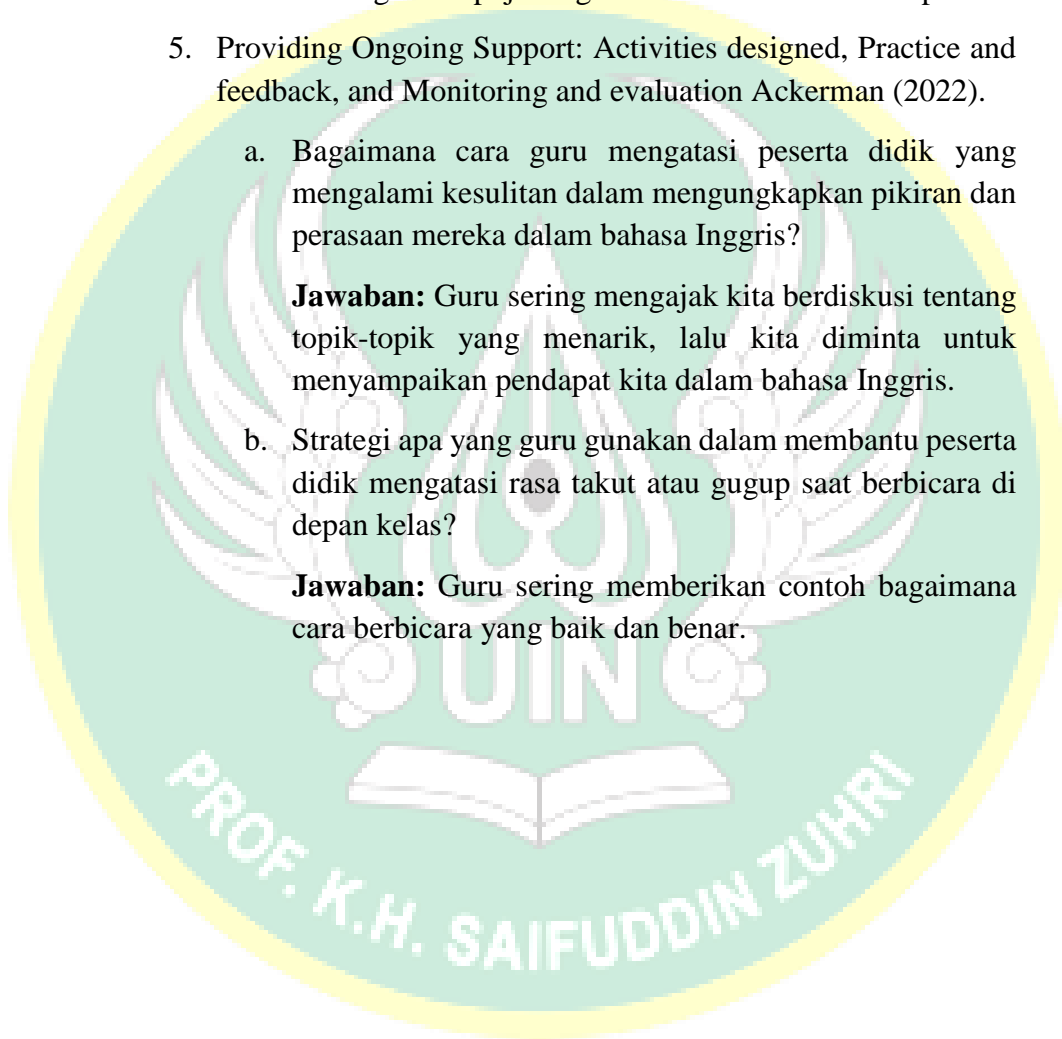 5. Providing Ongoing Support: Activities designed, Practice and
feedback, and Monitoring and evaluation Ackerman (2022).
a. Bagaimana cara guru mengatasi peserta didik yang
mengalami kesulitan dalam mengungkapkan pikiran dan
perasaan mereka dalam bahasa Inggris?
Jawaban: Guru sering mengajak kita berdiskusi tentang
topik-topik yang menarik, lalu kita diminta untuk
menyampaikan pendapat kita dalam bahasa Inggris.
b. Strategi apa yang guru gunakan dalam membantu peserta
didik mengatasi rasa takut atau gugup saat berbicara di
depan kelas?
Jawaban: Guru sering memberikan contoh bagaimana
cara berbicara yang baik dan benar.
UIN
PROF. K.H. SAIFUDDIN ZUHRI